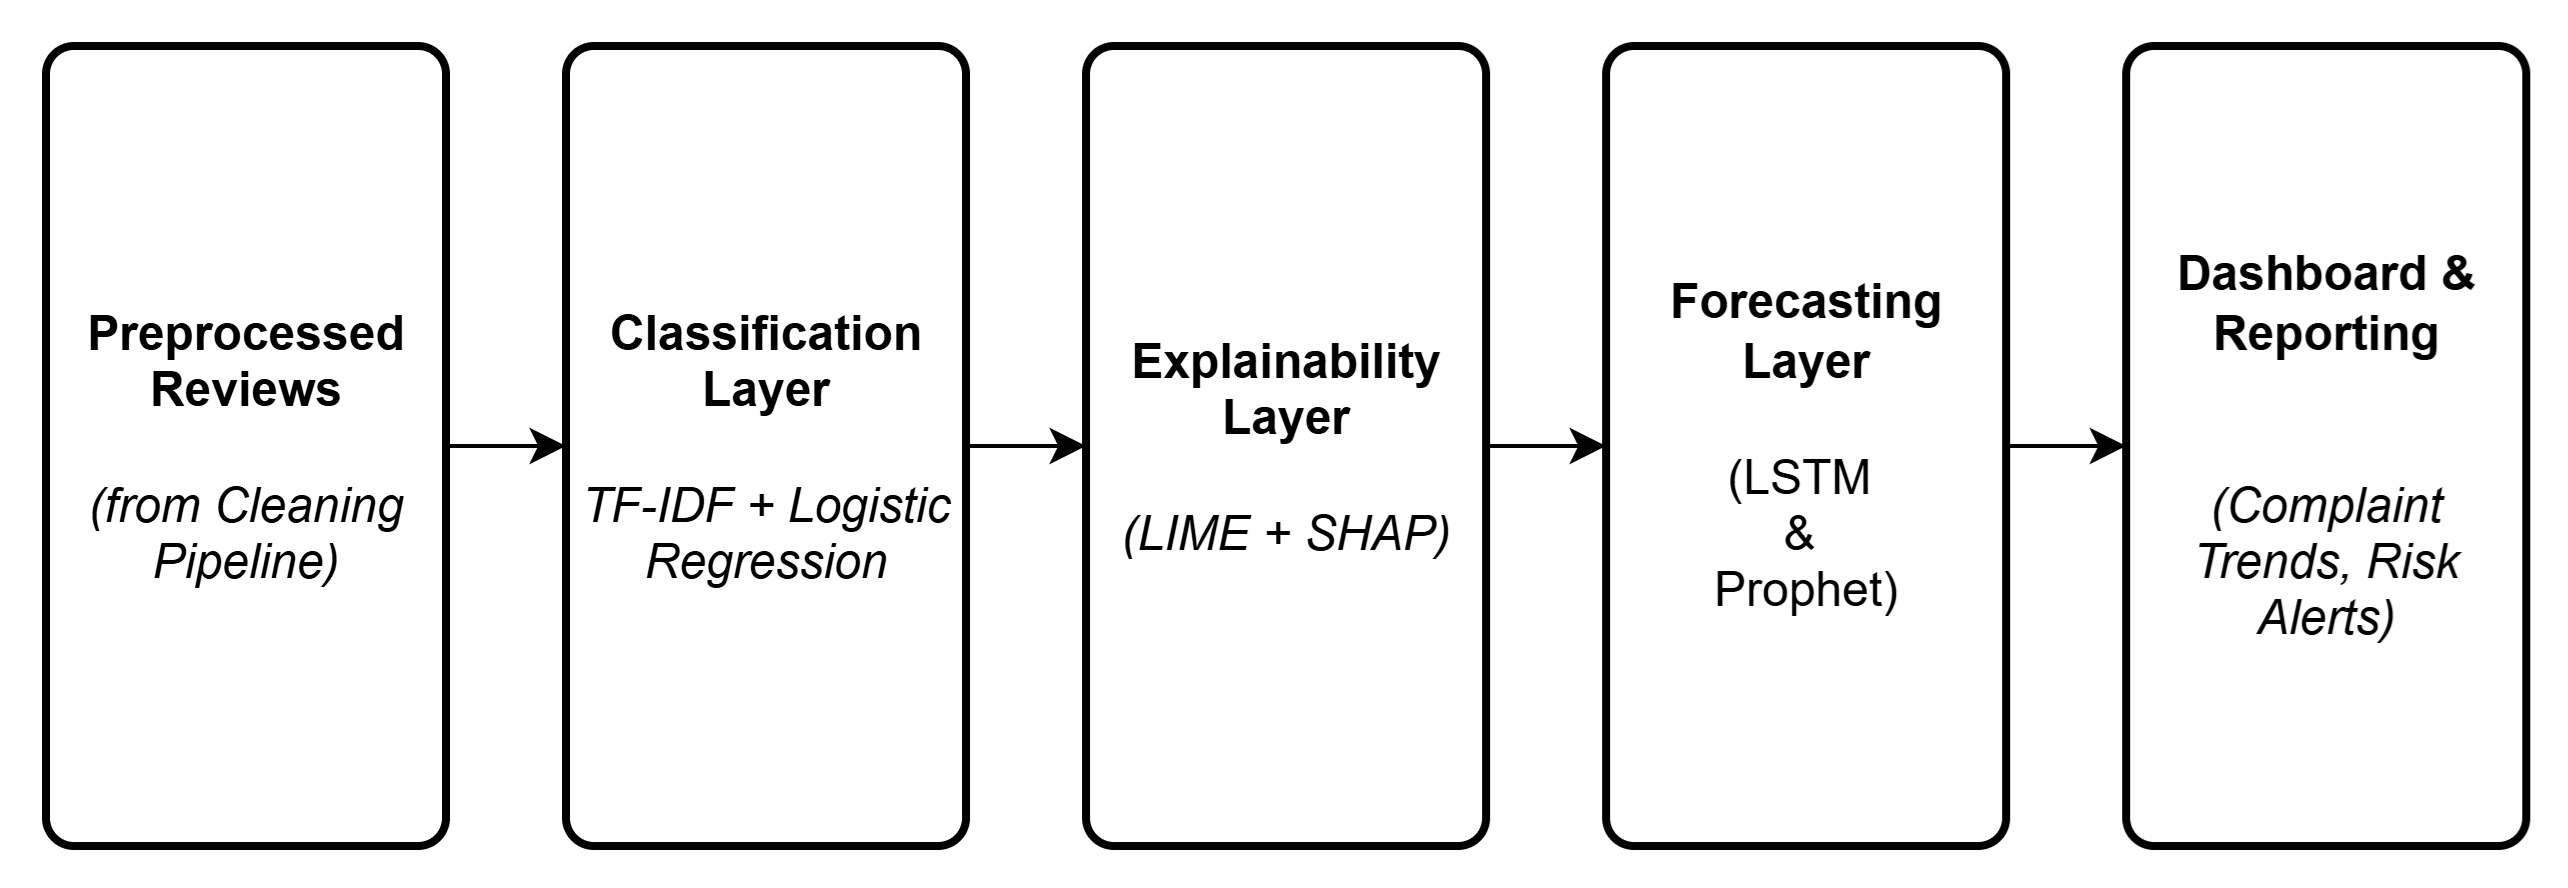 Preprocessed
Reviews
(from Cleaning
Pipeline)
Classification
Layer
TF-IDF + Logistic
Regression
Explainability
Layer
(LIME + SHAP)
Forecasting
Layer
(LSTM
&
Prophet)
Dashboard &
Reporting
(Complaint
Trends, Risk
Alerts)